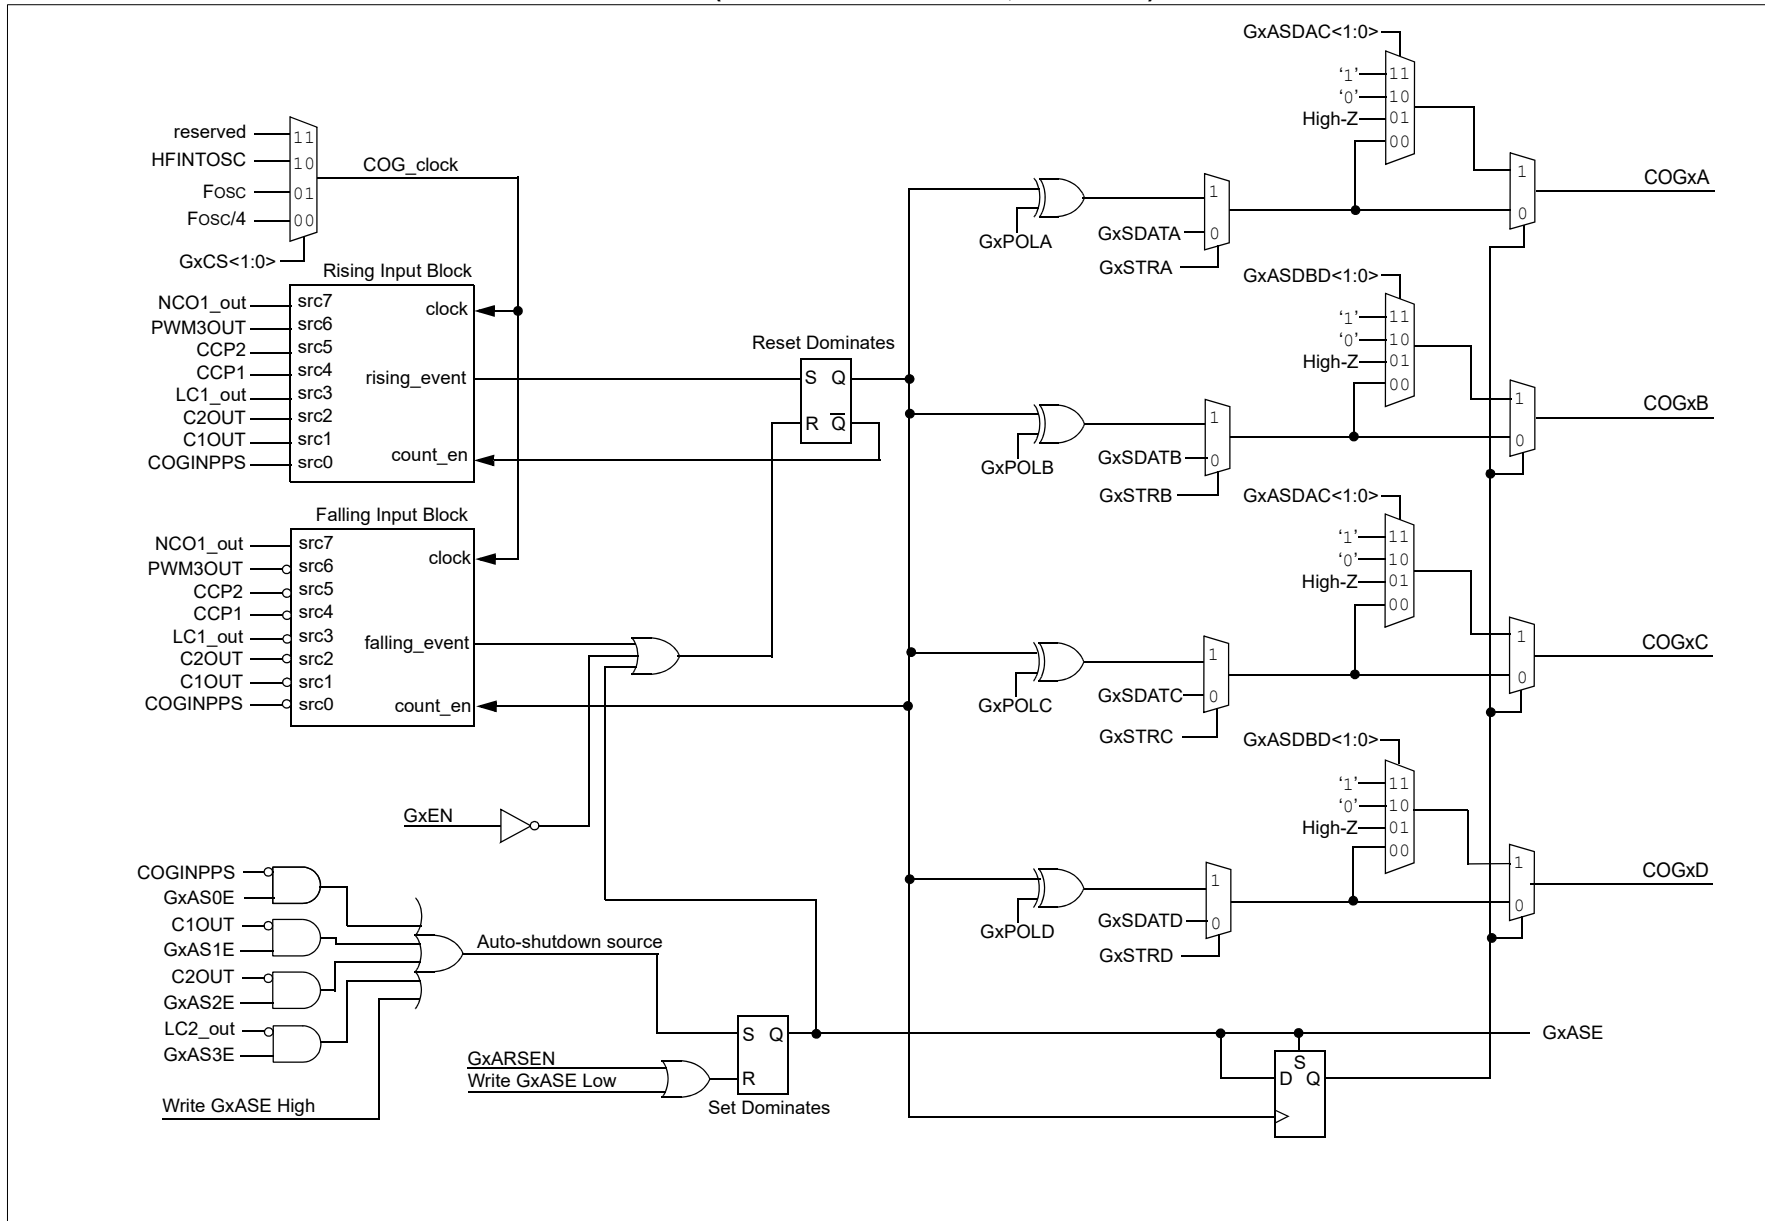 GxASDAC<1:0>
'1' 11
'0' 10
High-Z 01
00
reserved 11
HFINTOSC 10
Fosc 01
Fosc/4 00
GxCS<1:0>
COG_clock
1
0
COGxA
GxPOLA
1
GxSDATA 0
GxSTRA
Rising Input Block
NCO1_out src7
PWM3OUT src6
CCP2 src5
CCP1 src4
LC1_out src3
C2OUT src2
C1OUT src1
COGINPPS src0
clock
rising_event
count_en
Reset Dominates
S Q
R Q
GxASDBD<1:0>
'1' 11
'0' 10
High-Z 01
00
1
0
COGxB
GxPOLB
1
GxSDATB 0
GxSTRB
Falling Input Block
NCO1_out src7
PWM3OUT src6
CCP2 src5
CCP1 src4
LC1_out src3
C2OUT src2
C1OUT src1
COGINPPS src0
clock
falling_event
count_en
GxASDAC<1:0>
'1' 11
'0' 10
High-Z 01
00
1
0
COGxC
GxPOLC
1
GxSDATC 0
GxSTRC
GxASDBD<1:0>
'1' 11
'0' 10
High-Z 01
00
1
0
COGxD
GxPOLD
1
GxSDATD 0
GxSTRD
GxEN
COGINPPS
GxAS0E
C1OUT
GxAS1E
C2OUT
GxAS2E
LC2_out
GxAS3E
Write GxASE High
Auto-shutdown source
GxARSEN
Write GxASE Low
S Q
R
Set Dominates
GxASE
S
D Q